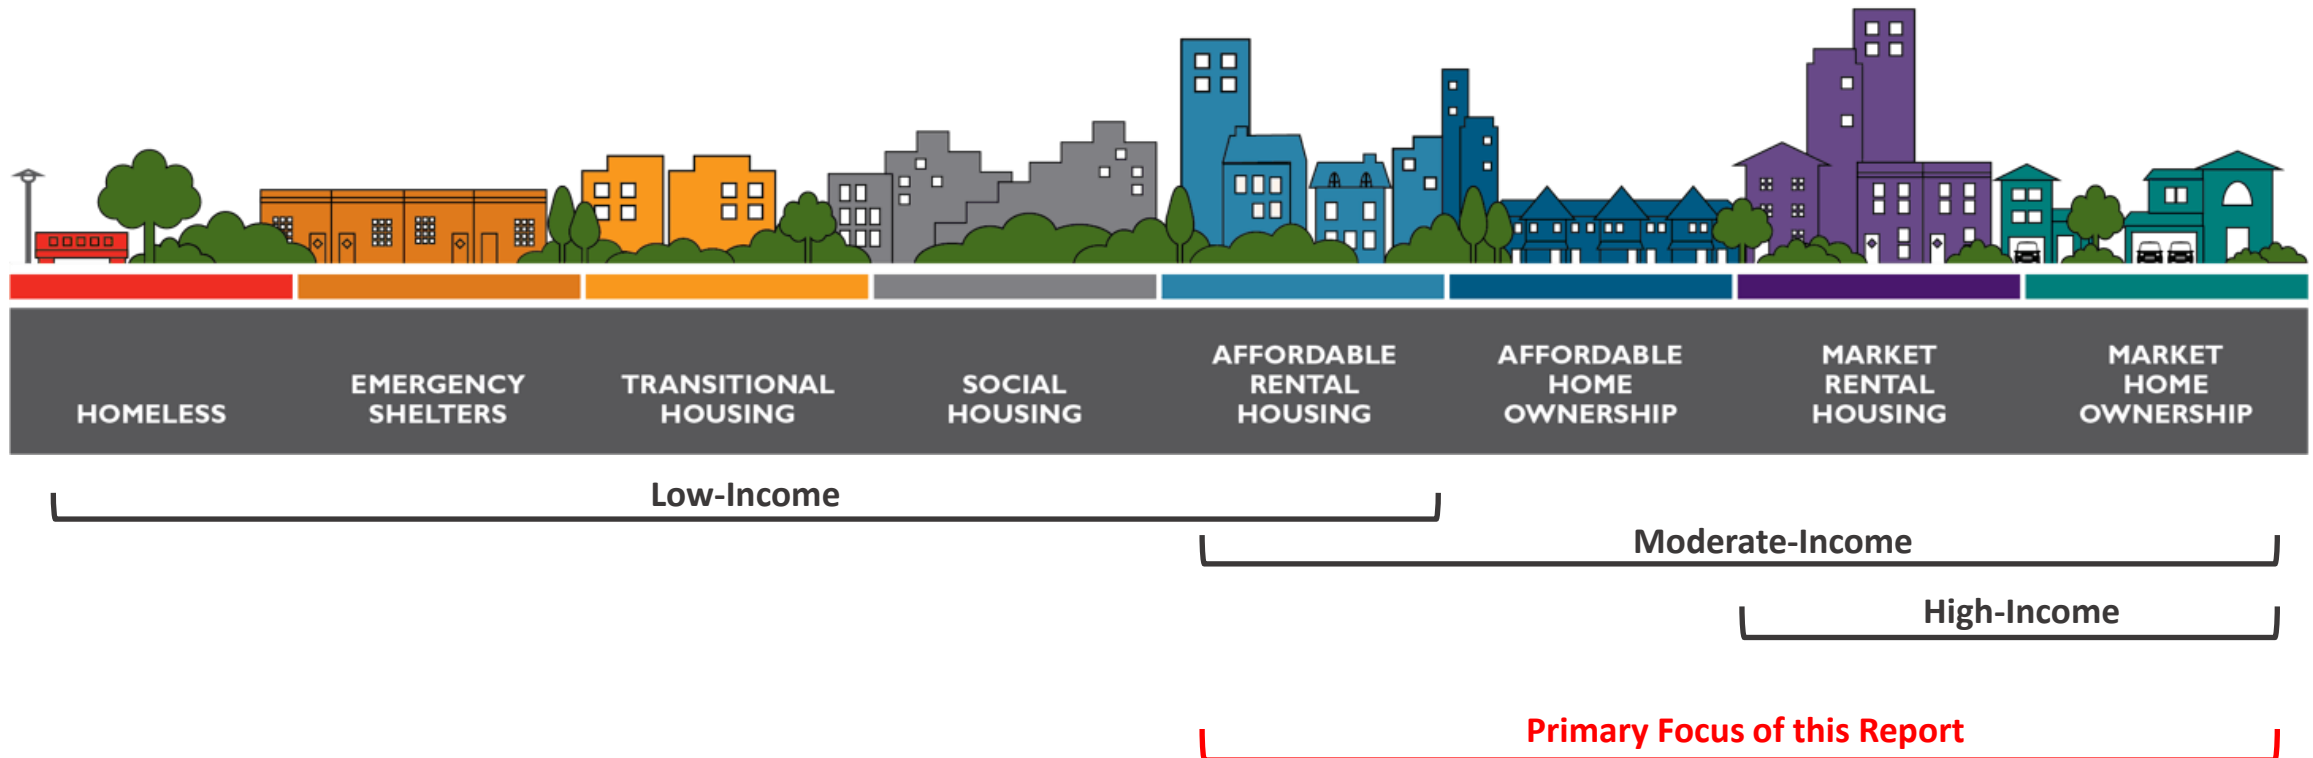 HOMELESS
EMERGENCY
SHELTERS
TRANSITIONAL
HOUSING
SOCIAL
HOUSING
AFFORDABLE
RENTAL
HOUSING
AFFORDABLE
HOME
OWNERSHIP
MARKET
RENTAL
HOUSING
MARKET
HOME
OWNERSHIP
Low-Income
Moderate-Income
High-Income
Primary Focus of this Report